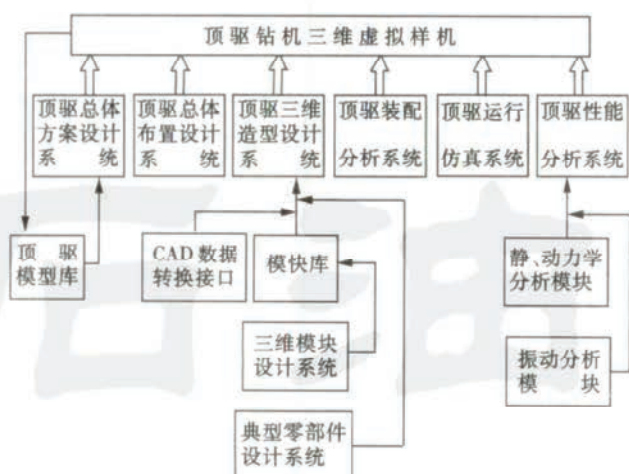 顶驱钻机三维虚拟样机
顶驱总体
方案设计
系统
顶驱总体
布置设计
系统
顶驱三维
造型设计
系统
顶驱装配
分析系统
顶驱运行
仿真系统
顶驱性能
分析系统
顶驱
模型库
CAD数据
转换接口
模快库
静、动力学
分析模块
三维模块
设计系统
振动分析
模块
典型零部件
设计系统
石油